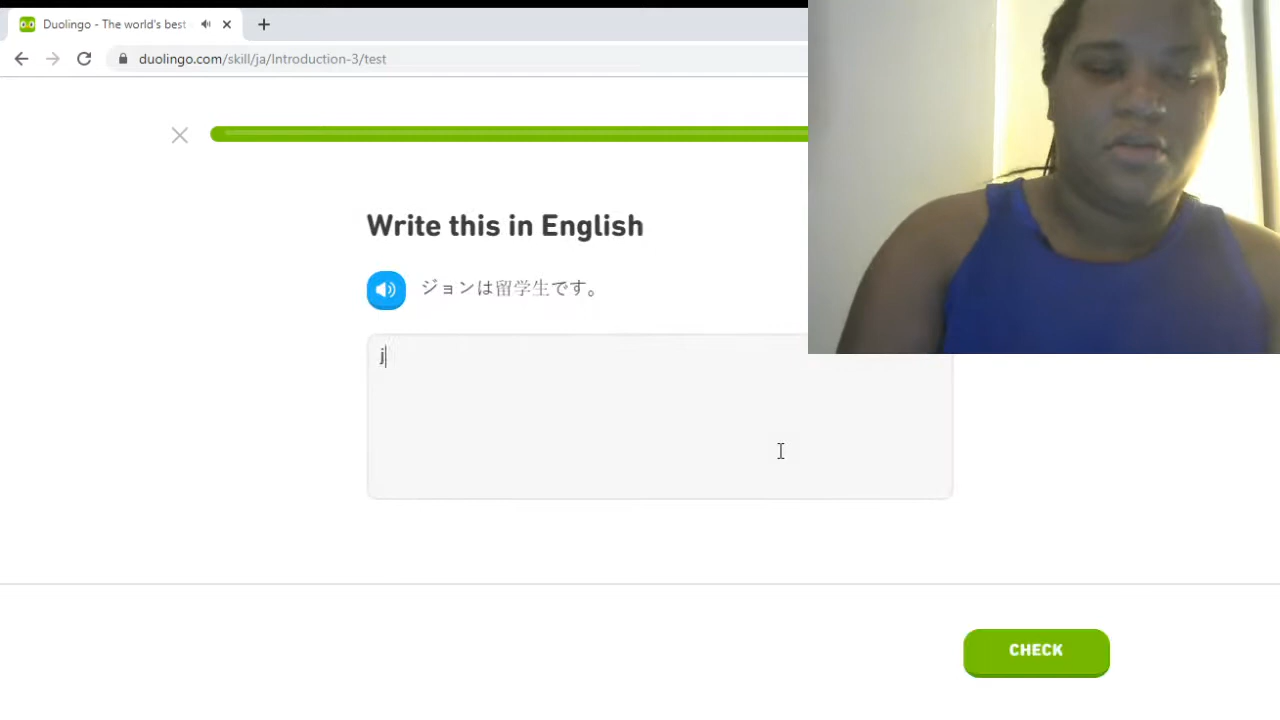 Duolingo - The world's best
duolingo.com/skill/ja/Introduction-3/test
Write this in English
ジョンは留学生です。
j
CHECK